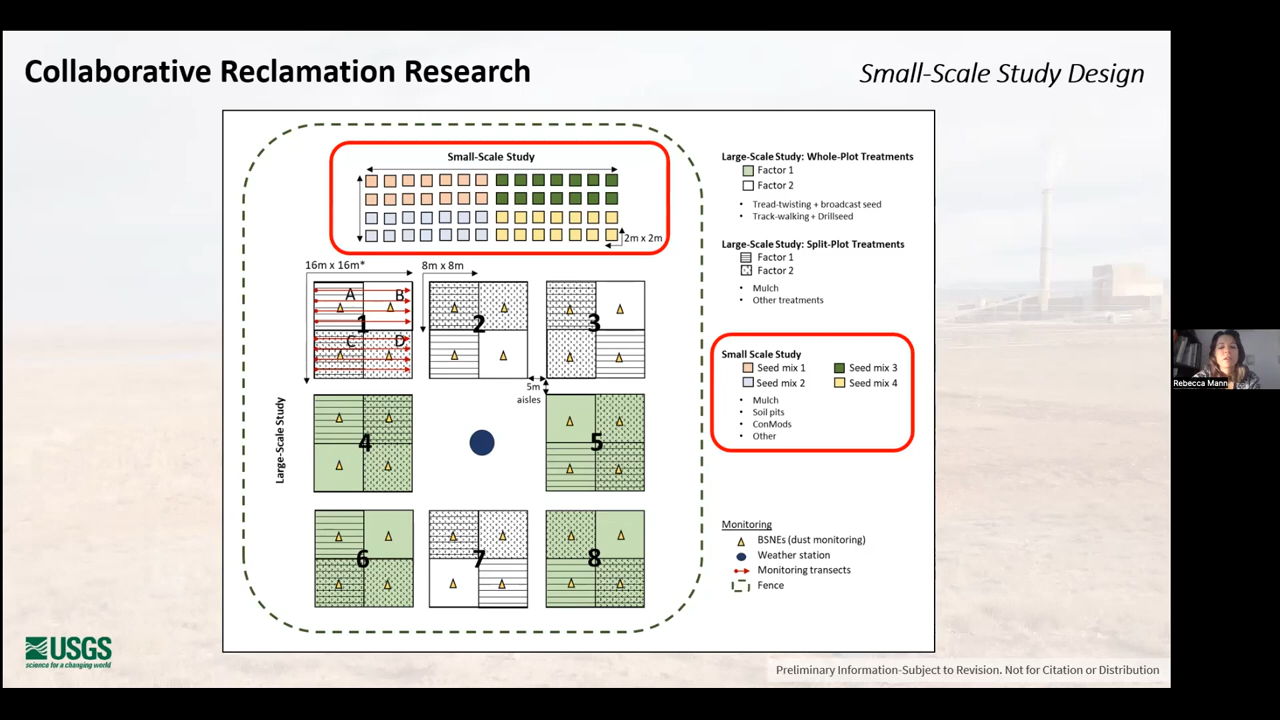 Collaborative Reclamation Research
Small-Scale Study Design
Small-Scale Study
2m x 2m
16m x 16m*
8m x 8m
A
B
1
C
D
2
3
5m
aisles
Large-Scale Study
4
5
6
7
8
Large-Scale Study: Whole-Plot Treatments
Factor 1
Factor 2
• Tread-twisting + broadcast seed
• Track-walking + Drillseed
Large-Scale Study: Split-Plot Treatments
Factor 1
Factor 2
• Mulch
• Other treatments
Small Scale Study
Seed mix 1
Seed mix 3
Seed mix 2
Seed mix 4
• Mulch
• Soil pits
• ConMods
• Other
Monitoring
BSNEs (dust monitoring)
Weather station
Monitoring transects
Fence
USGS
science for a changing world
Preliminary Information-Subject to Revision. Not for Citation or Distribution
Rebecca Mann